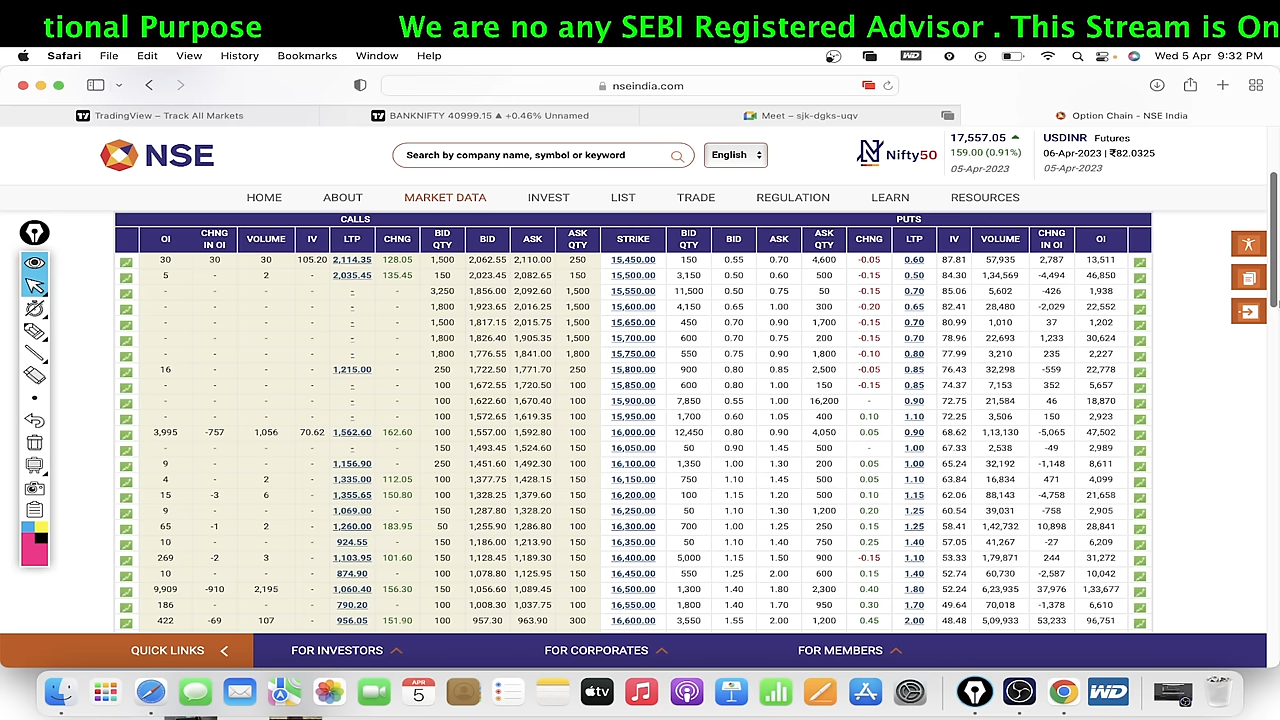 tional Purpose We are no any SEBI Registered Advisor . This Stream is On
Safari File Edit View History Bookmarks Window Help WD Wed 5 Apr 9:32 PM
nseindia.com
TradingView – Track All Markets BANKNIFTY 40999.15 ▲ +0.46% Unnamed Meet – sjk-dgks-uqv Option Chain - NSE India
NSE Search by company name, symbol or keyword English Nifty50 17,557.05 159.00 (0.91%) 05-Apr-2023 USDINR Futures 06-Apr-2023 | ₹82.0325 05-Apr-2023
HOME ABOUT MARKET DATA INVEST LIST TRADE REGULATION LEARN RESOURCES
CALLS PUTS
OI CHNG IN OI VOLUME IV LTP CHNG BID QTY BID ASK ASK QTY STRIKE BID QTY BID ASK ASK QTY CHNG LTP IV VOLUME CHNG IN OI OI
30 30 30 105.20 2,114.35 128.05 1,500 2,062.55 2,110.00 250 15,450.00 150 0.55 0.70 4,600 -0.05 0.60 87.81 57,935 2,787 13,511
5 - 2 - 2,035.45 135.45 150 2,023.45 2,082.65 150 15,500.00 3,150 0.50 0.60 500 -0.15 0.50 84.30 1,34,569 -4,494 46,850
- - - - - - 3,250 1,856.00 2,092.05 1,500 15,550.00 11,500 0.50 0.75 50 -0.15 0.70 85.06 5,602 -426 1,938
- - - - - - 1,800 1,923.65 2,016.25 1,500 15,600.00 4,150 0.65 1.00 300 -0.20 0.65 82.41 28,480 -2,029 22,552
- - - - - - 1,500 1,817.15 2,015.70 1,500 15,650.00 450 0.70 0.90 1,700 -0.15 0.70 80.99 1,010 37 1,202
- - - - - - 1,800 1,826.40 1,905.35 1,500 15,700.00 600 0.70 0.75 200 -0.15 0.70 78.96 22,693 1,233 30,624
- - - - - - 1,800 1,776.55 1,841.00 1,800 15,750.00 550 0.75 0.90 1,800 -0.10 0.80 77.99 3,210 235 2,227
16 - - - 1,215.00 - 250 1,722.50 1,771.70 250 15,800.00 900 0.80 0.85 2,500 -0.05 0.85 76.43 32,298 -559 22,778
- - - - - - 100 1,672.55 1,720.50 100 15,850.00 600 0.80 1.00 150 -0.15 0.85 74.37 7,153 352 5,657
- - - - - - 100 1,622.60 1,670.40 100 15,900.00 7,850 0.55 1.00 16,200 - 0.90 72.75 21,584 46 18,870
- - - - - - 100 1,572.65 1,619.35 100 15,950.00 1,700 0.60 1.05 400 0.10 1.10 72.25 3,506 150 2,923
3,995 -757 1,056 70.62 1,562.60 162.60 100 1,557.00 1,592.80 100 16,000.00 12,450 0.80 0.90 4,050 0.05 0.90 68.62 1,13,130 -5,065 47,502
- - - - - - 150 1,493.45 1,524.60 150 16,050.00 50 0.90 1.45 500 - 1.00 67.33 2,538 -49 2,989
9 - - - 1,156.90 - 250 1,451.60 1,492.30 100 16,100.00 1,350 1.00 1.30 200 0.05 1.00 65.24 32,192 -1,148 8,611
4 - 2 - 1,335.00 112.05 100 1,377.75 1,428.15 150 16,150.00 750 1.10 1.45 500 0.05 1.10 63.84 16,834 471 4,099
15 -3 6 - 1,355.65 150.80 100 1,328.25 1,379.60 150 16,200.00 100 1.15 1.20 500 0.10 1.15 62.06 88,143 -4,758 21,658
9 - - - 1,069.00 - 150 1,287.80 1,328.20 150 16,250.00 50 1.10 1.30 1,200 0.20 1.25 60.54 39,031 -758 2,905
65 -1 2 - 1,260.00 183.95 50 1,255.90 1,286.80 100 16,300.00 700 1.00 1.25 250 0.15 1.25 58.41 1,42,732 10,898 28,841
10 - - - 924.55 - 150 1,186.00 1,213.90 150 16,350.00 50 1.10 1.40 750 0.25 1.40 57.05 41,267 -27 6,209
269 -2 3 - 1,103.95 101.60 50 1,128.45 1,189.30 150 16,400.00 5,000 1.15 1.50 900 -0.15 1.10 53.33 1,79,871 244 31,272
10 - - - 874.90 - 100 1,078.80 1,125.95 150 16,450.00 550 1.25 2.00 600 0.15 1.40 52.74 60,730 -2,587 10,042
9,909 -910 2,195 - 1,060.40 156.30 150 1,056.60 1,089.45 100 16,500.00 1,300 1.40 1.80 2,300 0.40 1.80 52.24 6,23,935 37,976 1,33,677
186 - - - 790.20 - 100 1,008.30 1,037.75 100 16,550.00 1,800 1.40 1.70 950 0.30 1.70 49.64 70,018 -1,378 6,610
422 -69 107 - 956.05 151.90 100 957.30 963.90 300 16,600.00 3,550 1.55 2.00 1,200 0.45 2.00 48.48 5,09,933 53,233 96,751
QUICK LINKS FOR INVESTORS FOR CORPORATES FOR MEMBERS
APR 5 tv WD